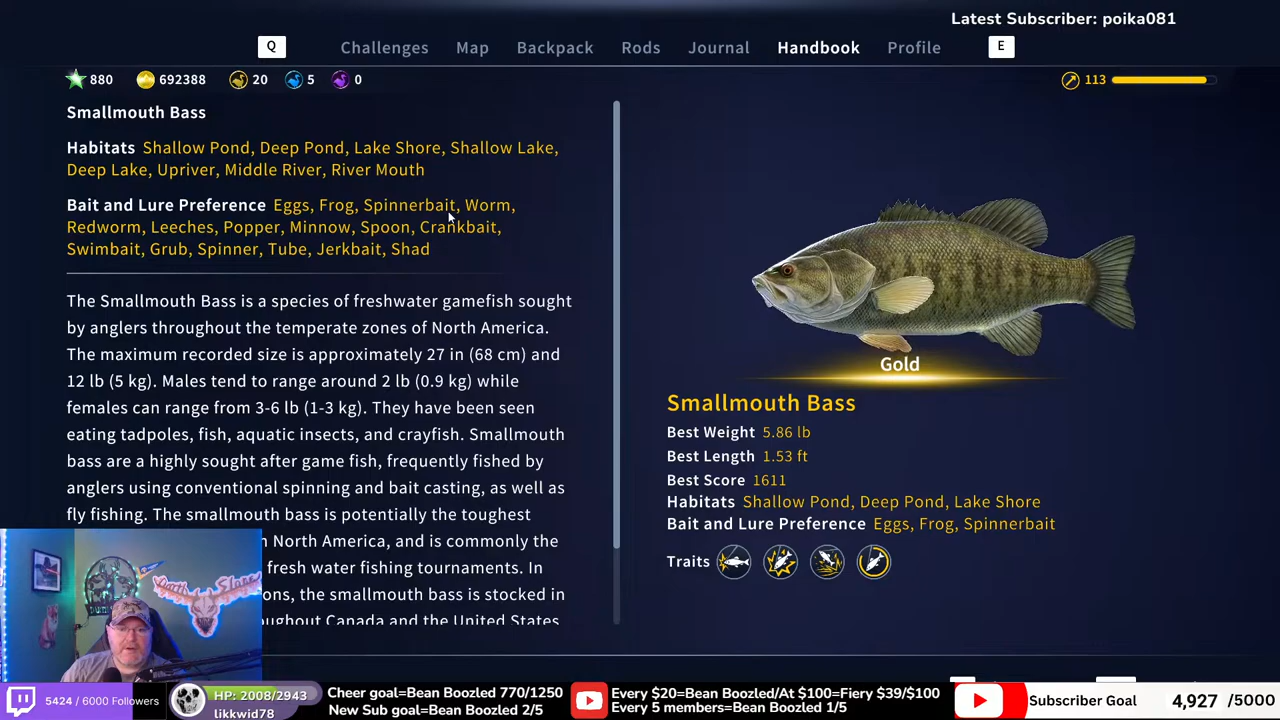 Latest Subscriber: poika081
Q Challenges Map Backpack Rods Journal Handbook Profile E
880 692388 20 5 0 113
Smallmouth Bass
Habitats Shallow Pond, Deep Pond, Lake Shore, Shallow Lake,
Deep Lake, Upriver, Middle River, River Mouth
Bait and Lure Preference Eggs, Frog, Spinnerbait, Worm,
Redworm, Leeches, Popper, Minnow, Spoon, Crankbait,
Swimbait, Grub, Spinner, Tube, Jerkbait, Shad
The Smallmouth Bass is a species of freshwater gamefish sought
by anglers throughout the temperate zones of North America.
The maximum recorded size is approximately 27 in (68 cm) and
12 lb (5 kg). Males tend to range around 2 lb (0.9 kg) while
females can range from 3-6 lb (1-3 kg). They have been seen
eating tadpoles, fish, aquatic insects, and crayfish. Smallmouth
bass are a highly sought after game fish, frequently fished by
anglers using conventional spinning and bait casting, as well as
fly fishing. The smallmouth bass is potentially the toughest
North America, and is commonly the
fresh water fishing tournaments. In
the smallmouth bass is stocked in
Canada and the United States
Gold
Smallmouth Bass
Best Weight 5.86 lb
Best Length 1.53 ft
Best Score 1611
Habitats Shallow Pond, Deep Pond, Lake Shore
Bait and Lure Preference Eggs, Frog, Spinnerbait
Traits
5424 / 6000 Followers
HP: 2008/2943
likkwid78
Cheer goal=Bean Boozled 770/1250
New Sub goal=Bean Boozled 2/5
Every $20=Bean Boozled/At $100=Fiery $39/$100
Every 5 members=Bean Boozled 1/5
Subscriber Goal 4,927 /5000